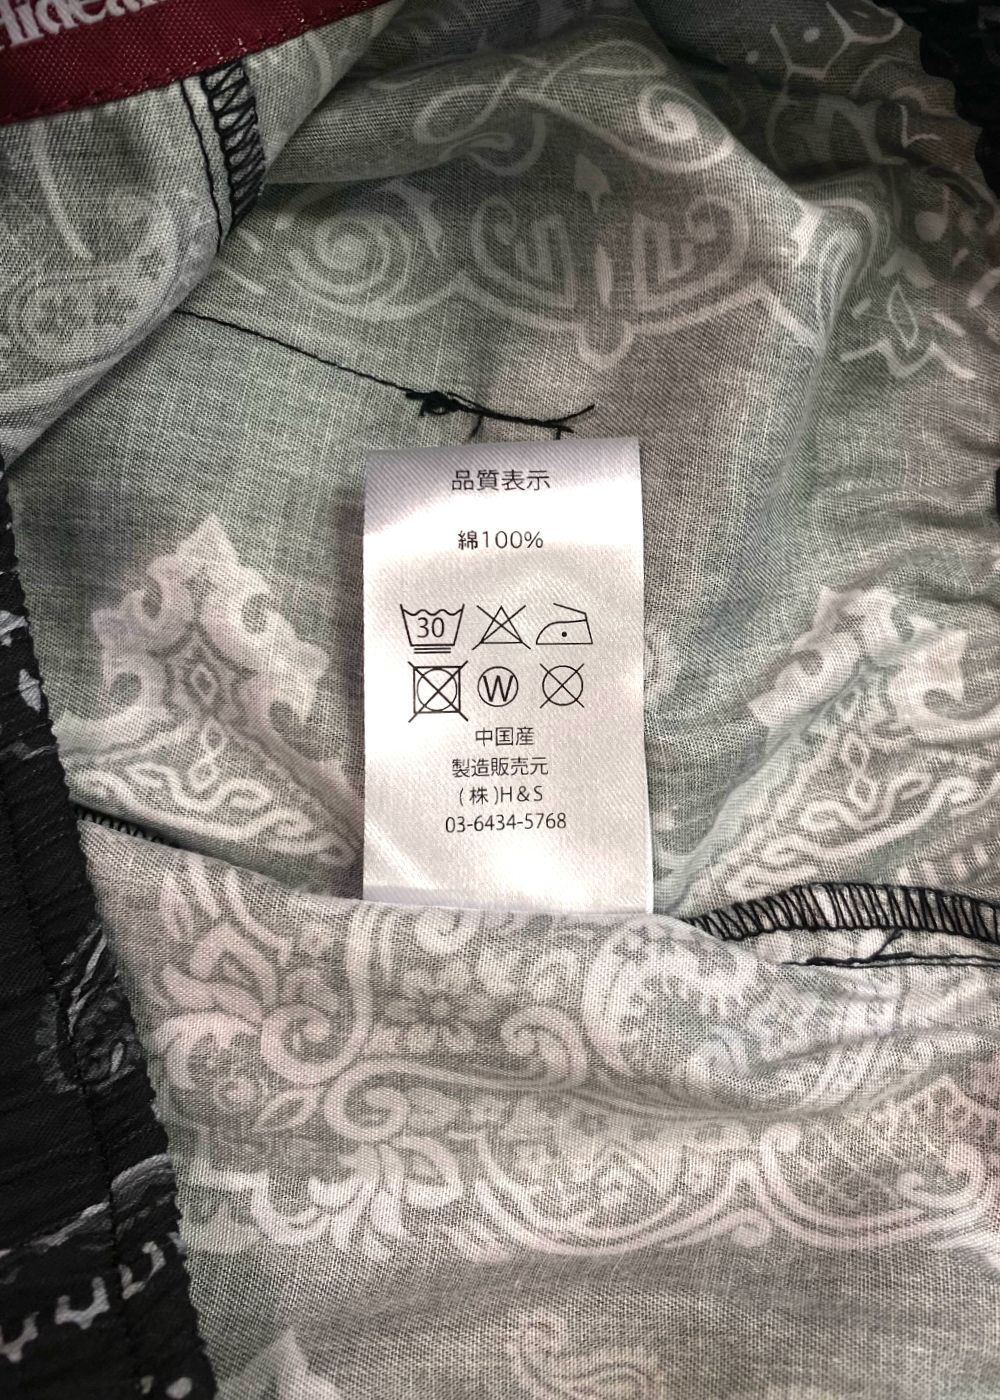 品質表示
綿100%
30
W
中国産
製造販売元
(株)H&S
03-6434-5768